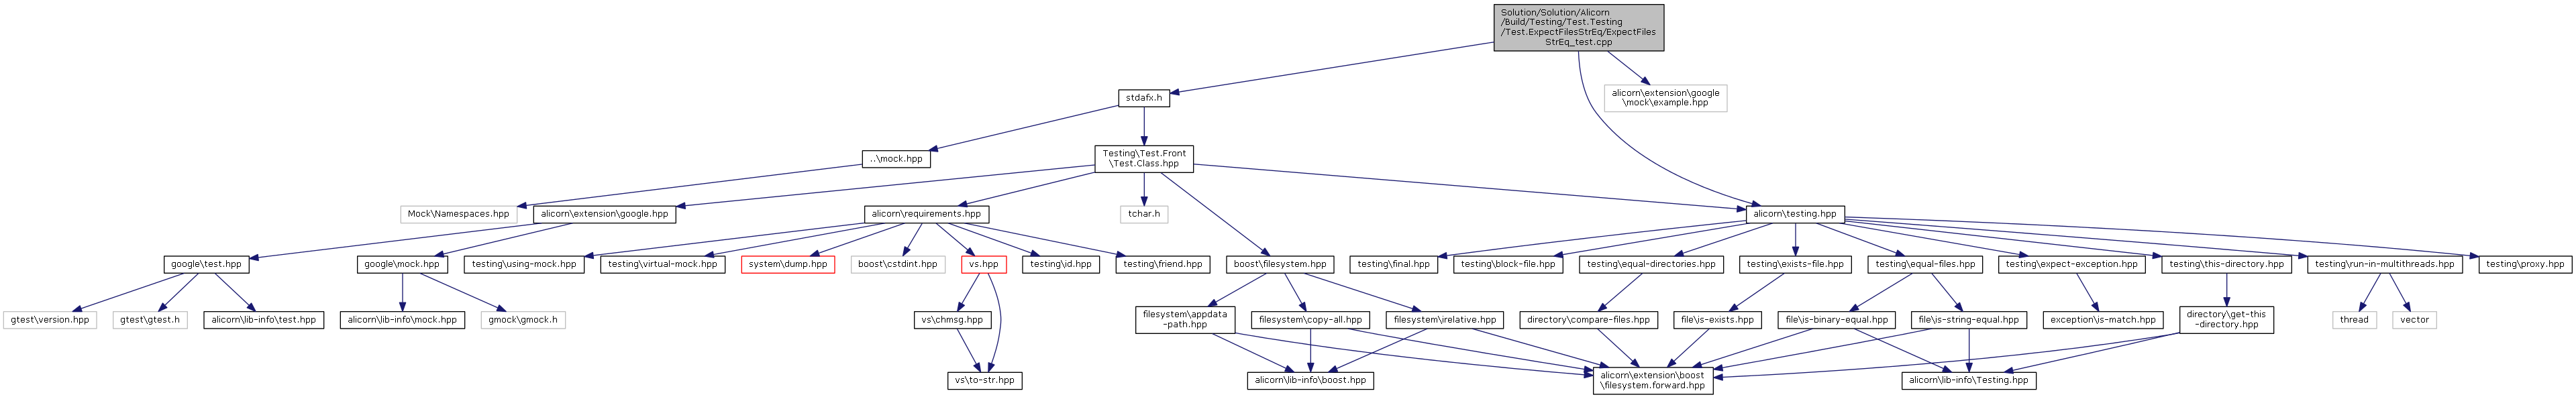 Solution/Solution/Alicorn
/Build/Testing/Test.Testing
/Test.ExpectFilesStrEq/ExpectFiles
StrEq_test.cpp
stdafx.h
alicorn\extension\google
\mock\example.hpp
..\mock.hpp
Testing\Test.Front
\Test.Class.hpp
Mock\Namespaces.hpp
alicorn\extension\google.hpp
alicorn\requirements.hpp
tchar.h
alicorn\testing.hpp
google\test.hpp
google\mock.hpp
testing\using-mock.hpp
testing\virtual-mock.hpp
system\dump.hpp
boost\cstdint.hpp
vs.hpp
testing\id.hpp
testing\friend.hpp
boost\filesystem.hpp
testing\final.hpp
testing\block-file.hpp
testing\equal-directories.hpp
testing\exists-file.hpp
testing\equal-files.hpp
testing\expect-exception.hpp
testing\this-directory.hpp
testing\run-in-multithreads.hpp
testing\proxy.hpp
gtest\version.hpp
gtest\gtest.h
alicorn\lib-info\test.hpp
alicorn\lib-info\mock.hpp
gmock\gmock.h
vs\chmsg.hpp
filesystem\appdata
-path.hpp
filesystem\copy-all.hpp
filesystem\irelative.hpp
directory\compare-files.hpp
file\is-exists.hpp
file\is-binary-equal.hpp
file\is-string-equal.hpp
exception\is-match.hpp
directory\get-this
-directory.hpp
thread
vector
vs\to-str.hpp
alicorn\lib-info\boost.hpp
alicorn\extension\boost
\filesystem.forward.hpp
alicorn\lib-info\Testing.hpp